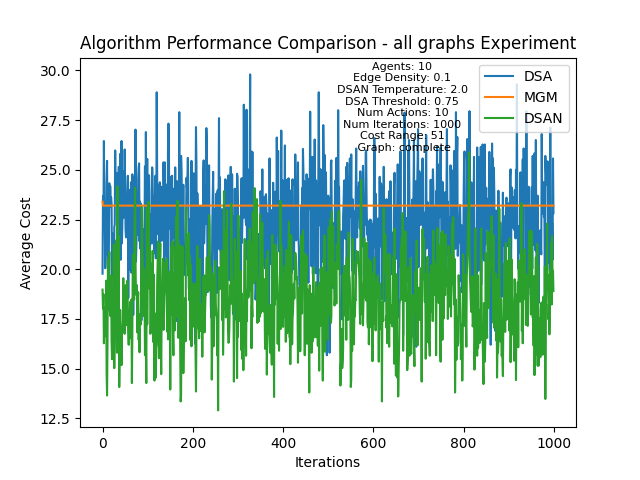 Algorithm Performance Comparison - all graphs Experiment
Agents: 10
Edge Density: 0.1
DSAN Temperature: 2.0
DSA Threshold: 0.75
Num Actions: 10
Num Iterations: 1000
Cost Range: 51
Graph: complete
DSA
MGM
DSAN
Average Cost
30.0
27.5
25.0
22.5
20.0
17.5
15.0
12.5
0
200
400
600
800
1000
Iterations